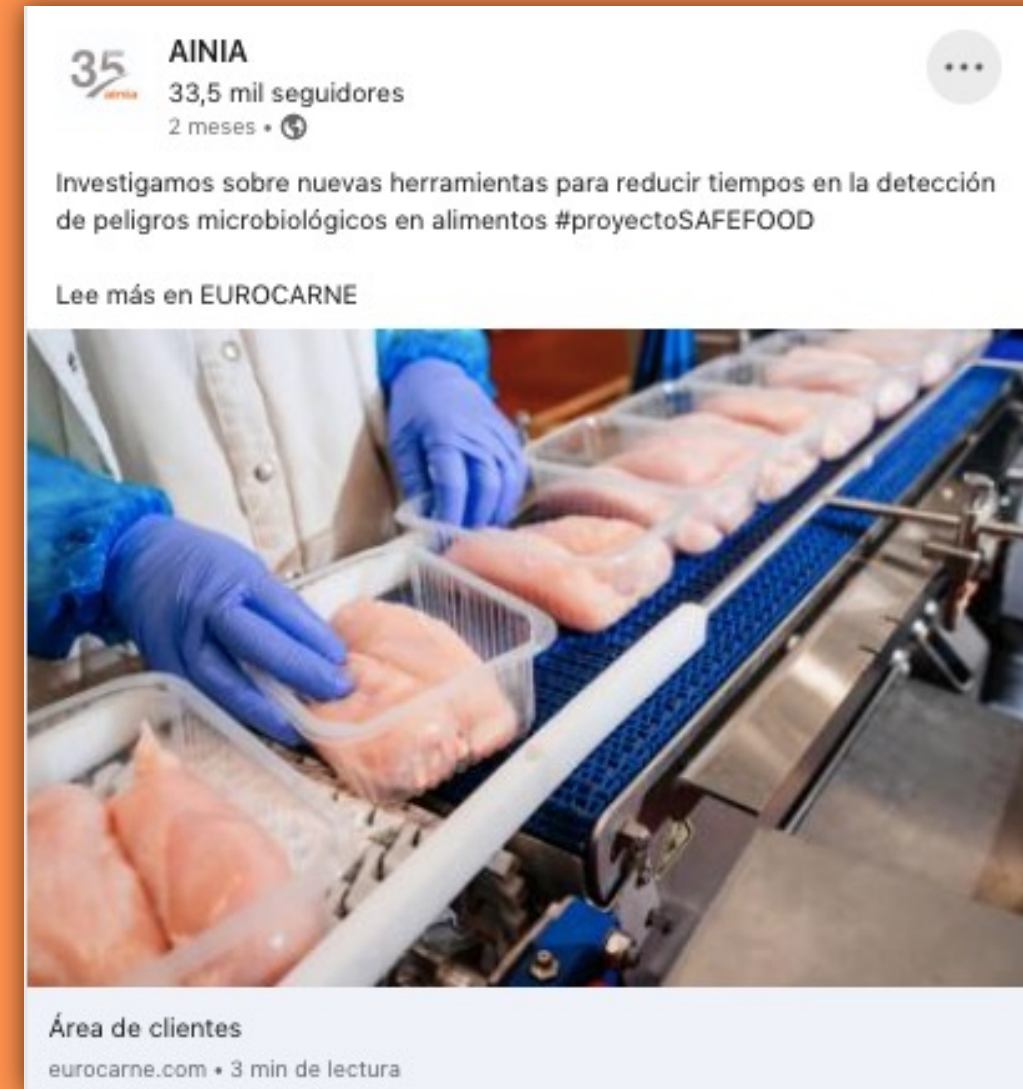 35
ainia
AINIA
33,5 mil seguidores
2 meses •
Investigamos sobre nuevas herramientas para reducir tiempos en la detección
de peligros microbiológicos en alimentos #proyectoSAFEFOOD
Lee más en EUROCARNE
Área de clientes
eurocarne.com • 3 min de lectura